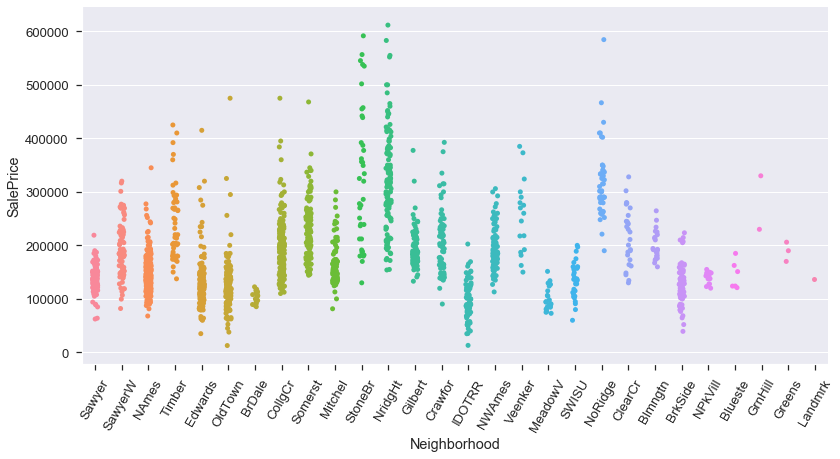 600000
500000
400000
300000
200000
100000
0
SalePrice
Sawyer
SawyerW
NAmes
Timber
Edwards
OldTown
BrDale
CollgCr
Somerst
Mitchel
StoneBr
NridgHt
Gilbert
Crawfor
IDOTRR
NWAmes
Veenker
MeadowV
SWISU
NoRidge
ClearCr
Blmngtn
BrkSide
NPkVill
Blueste
GrnHill
Greens
Landmrk
Neighborhood